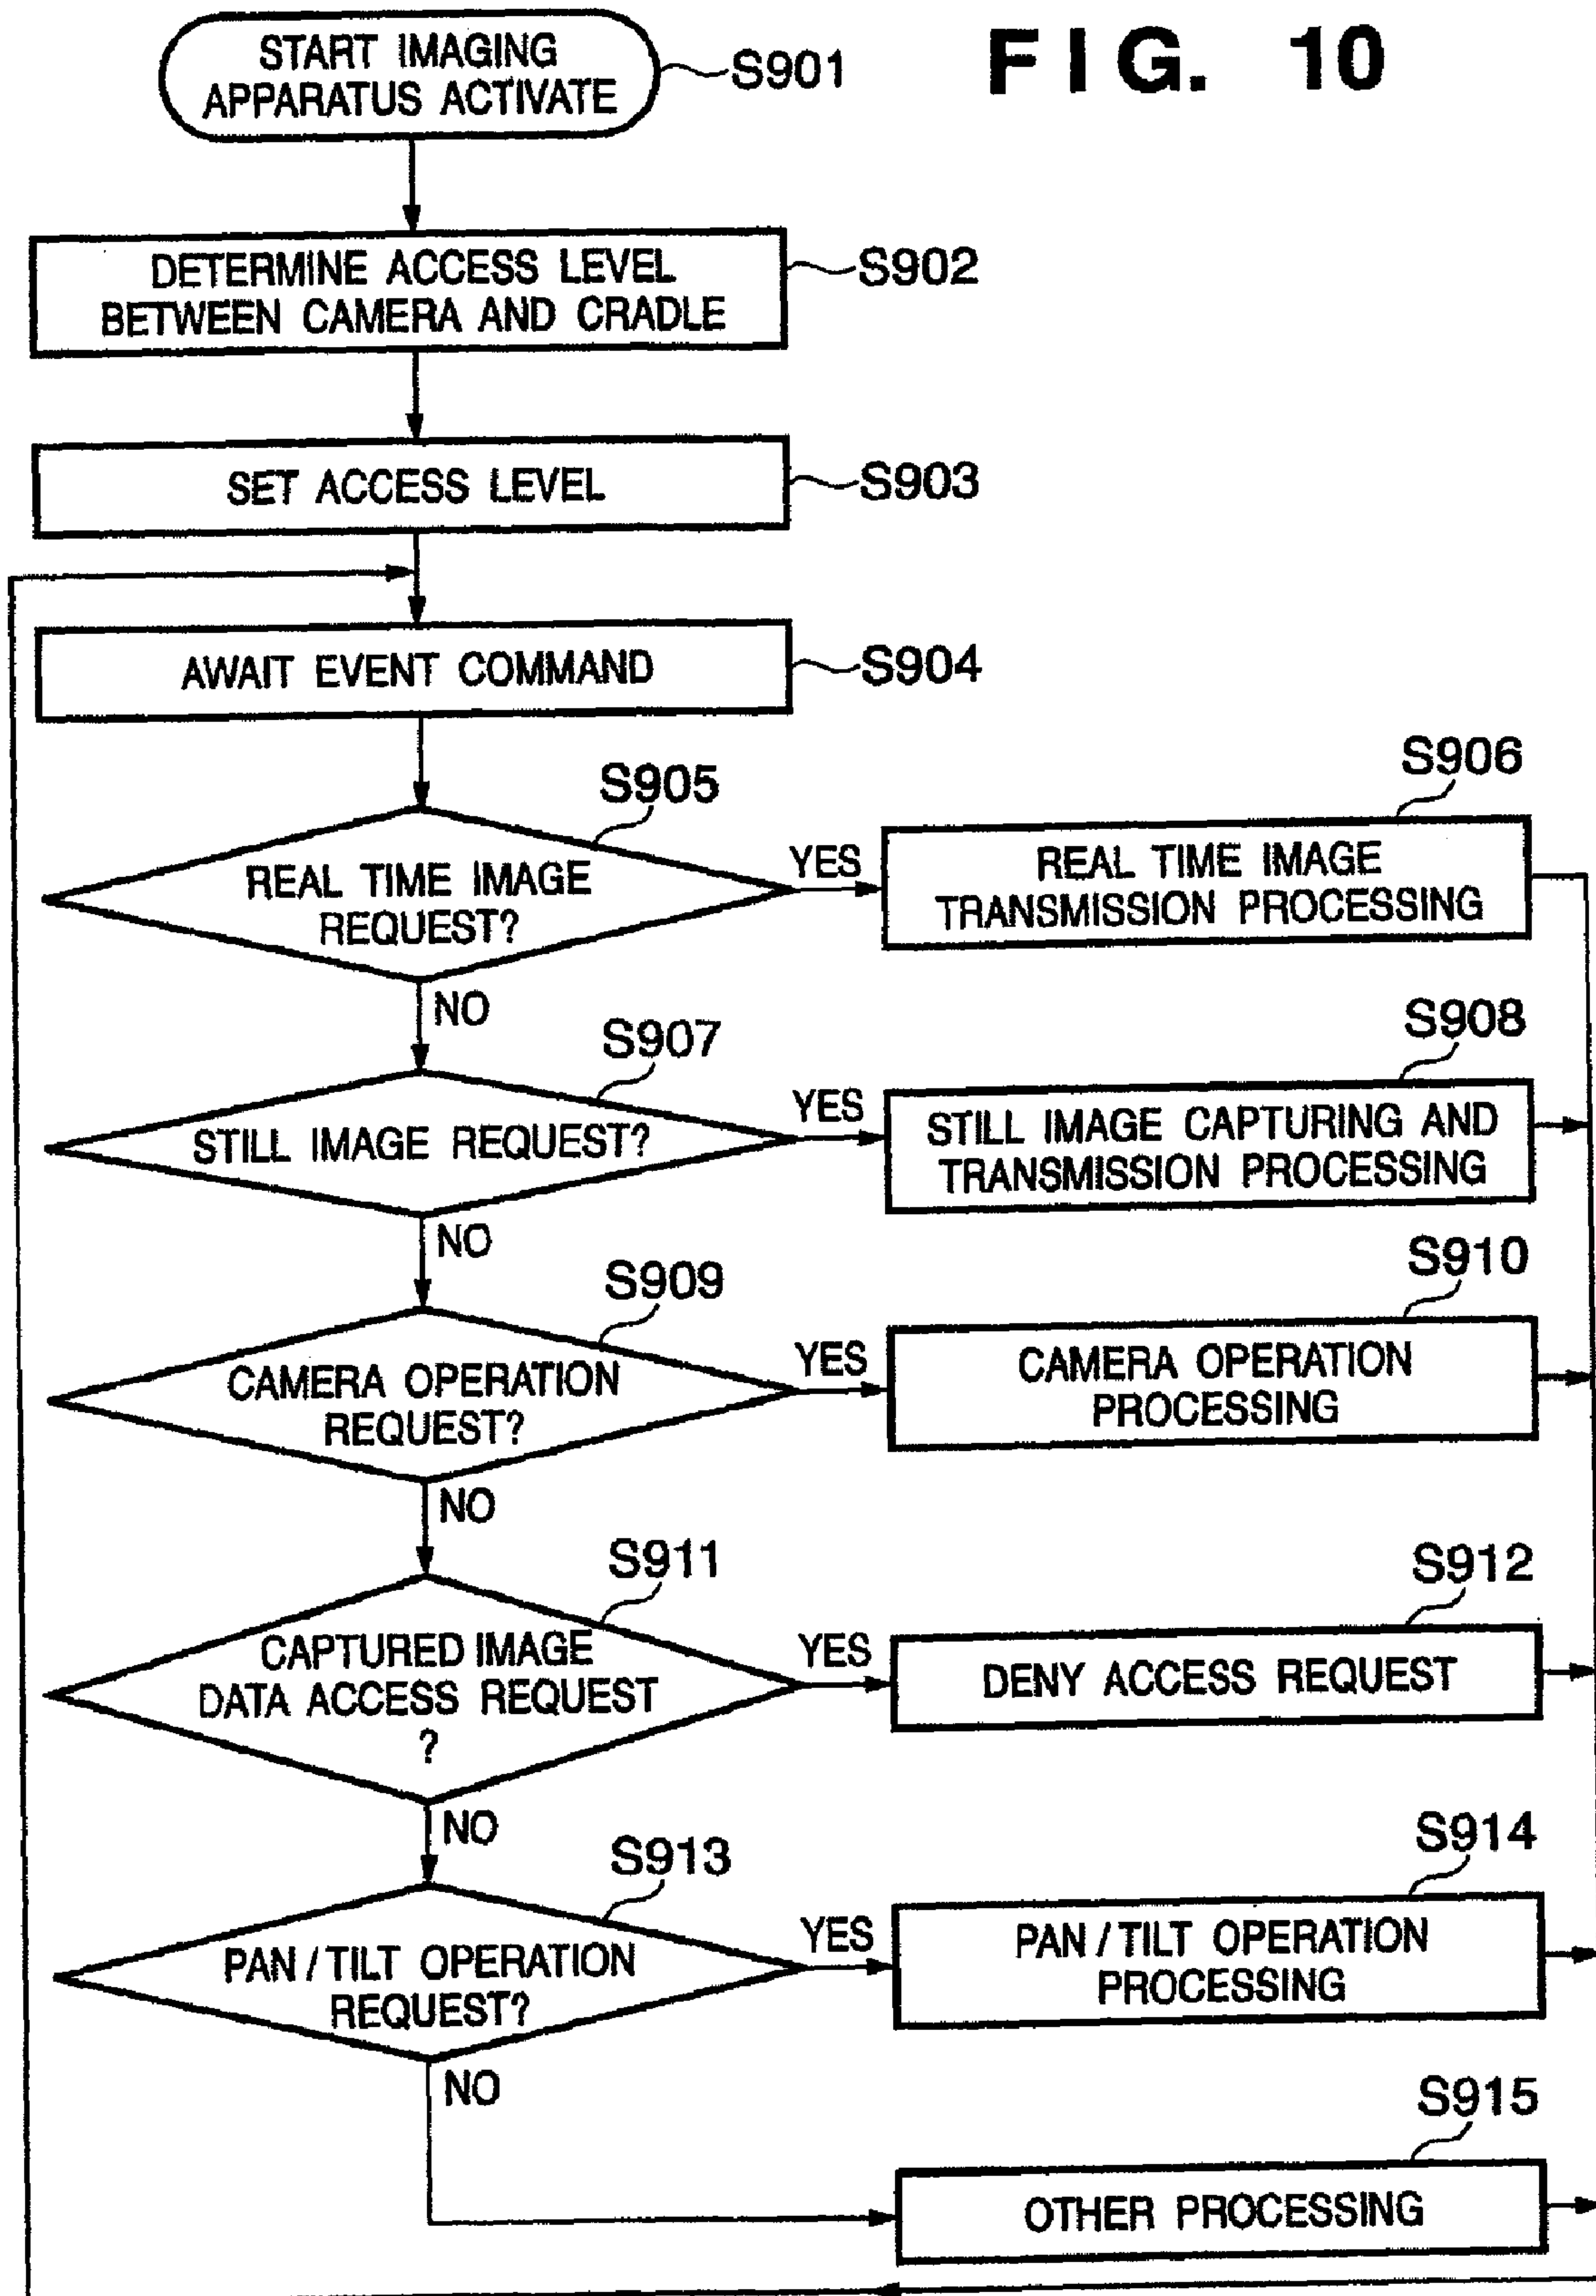 FIG. 10
START IMAGING
APPARATUS ACTIVATE
S901
DETERMINE ACCESS LEVEL
BETWEEN CAMERA AND CRADLE
S902
SET ACCESS LEVEL
S903
AWAIT EVENT COMMAND
S904
S905
REAL TIME IMAGE
REQUEST?
YES
NO
S906
REAL TIME IMAGE
TRANSMISSION PROCESSING
S907
STILL IMAGE REQUEST?
YES
NO
S908
STILL IMAGE CAPTURING AND
TRANSMISSION PROCESSING
S909
CAMERA OPERATION
REQUEST?
YES
NO
S910
CAMERA OPERATION
PROCESSING
S911
CAPTURED IMAGE
DATA ACCESS REQUEST
?
YES
NO
S912
DENY ACCESS REQUEST
S913
PAN / TILT OPERATION
REQUEST?
YES
NO
S914
PAN / TILT OPERATION
PROCESSING
S915
OTHER PROCESSING